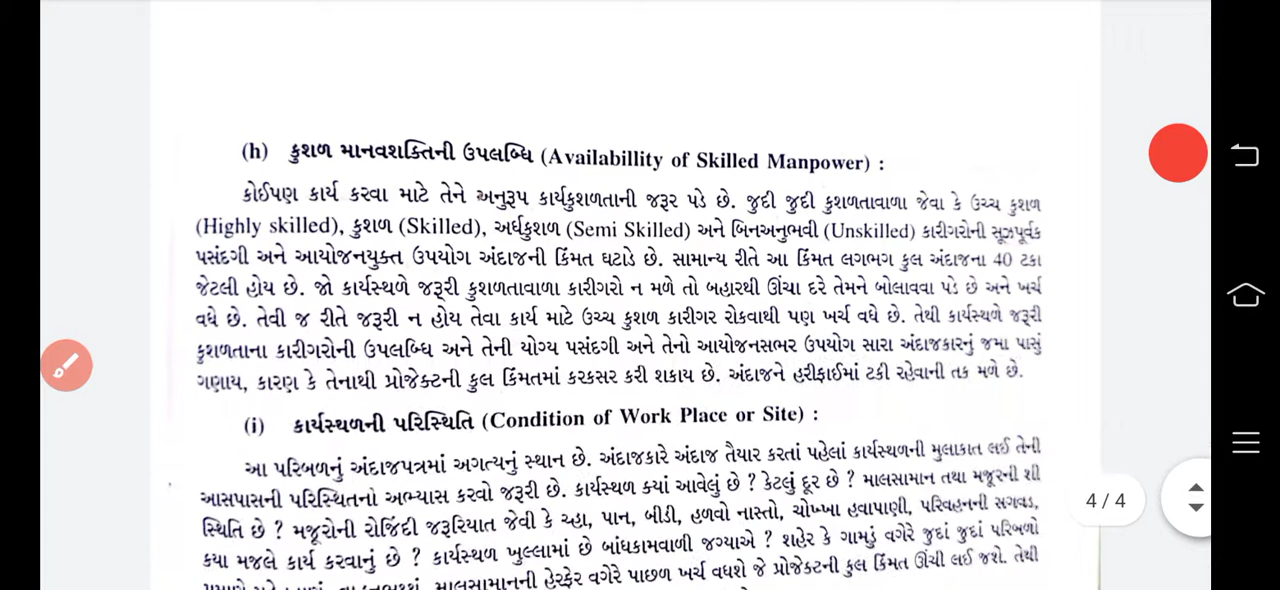 (h) કુશળ માનવશક્તિની ઉપલબ્ધિ (Availabillity of Skilled Manpower) :
કોઈપણ કાર્ય કરવા માટે તેને અનુરૂપ કાર્યકુશળતાની જરૂર પડે છે. જુદી જુદી કુશળતાવાળા જેવા કે ઉચ્ચ કુશળ
(Highly skilled), કુશળ (Skilled), અર્ધકુશળ (Semi Skilled) અને બિનઅનુભવી (Unskilled) કારીગરોની સૂઝપૂર્વક
પસંદગી અને આયોજનયુક્ત ઉપયોગ અંદાજની કિંમત ઘટાડે છે. સામાન્ય રીતે આ કિંમત લગભગ કુલ અંદાજના 40 ટકા
જેટલી હોય છે. જો કાર્યસ્થળે જરૂરી કુશળતાવાળા કારીગરો ન મળે તો બહારથી ઊંચા દરે તેમને બોલાવવા પડે છે અને ખર્ચ
વધે છે. તેવી જ રીતે જરૂરી ન હોય તેવા કાર્ય માટે ઉચ્ચ કુશળ કારીગર રોકવાથી પણ ખર્ચ વધે છે. તેથી કાર્યસ્થળે જરૂરી
કુશળતાના કારીગરોની ઉપલબ્ધિ અને તેની યોગ્ય પસંદગી અને તેનો આયોજનસભર ઉપયોગ સારા અંદાજકારનું જમા પાસું
ગણાય, કારણ કે તેનાથી પ્રોજેક્ટની કુલ કિંમતમાં કરકસર કરી શકાય છે. અંદાજને હરીફાઈમાં ટકી રહેવાની તક મળે છે.
(i) કાર્યસ્થળની પરિસ્થિતિ (Condition of Work Place or Site) :
આ પરિબળનું અંદાજપત્રમાં અગત્યનું સ્થાન છે. અંદાજકારે અંદાજ તૈયાર કરતાં પહેલાં કાર્યસ્થળની મુલાકાત લઈ તેની
આસપાસની પરિસ્થિતનો અભ્યાસ કરવો જરૂરી છે. કાર્યસ્થળ ક્યાં આવેલું છે ? કેટલું દૂર છે ? માલસામાન તથા મજૂરની શી
સ્થિતિ છે ? મજૂરોની રોજિંદી જરૂરિયાત જેવી કે ચ્હા, પાન, બીડી, હળવો નાસ્તો, ચોખ્ખા હવાપાણી, પરિવહનની સગવડ,
કયા મજલે કાર્ય કરવાનું છે ? કાર્યસ્થળ ખુલ્લામાં છે બાંધકામવાળી જગ્યાએ ? શહેર કે ગામડું વગેરે જુદાં જુદાં પરિબળો
માલસામાનની હેરફેર વગેરે પાછળ ખર્ચ વધશે જે પ્રોજેક્ટની કુલ કિંમત ઊંચી લઈ જશે. તેથી
4 / 4